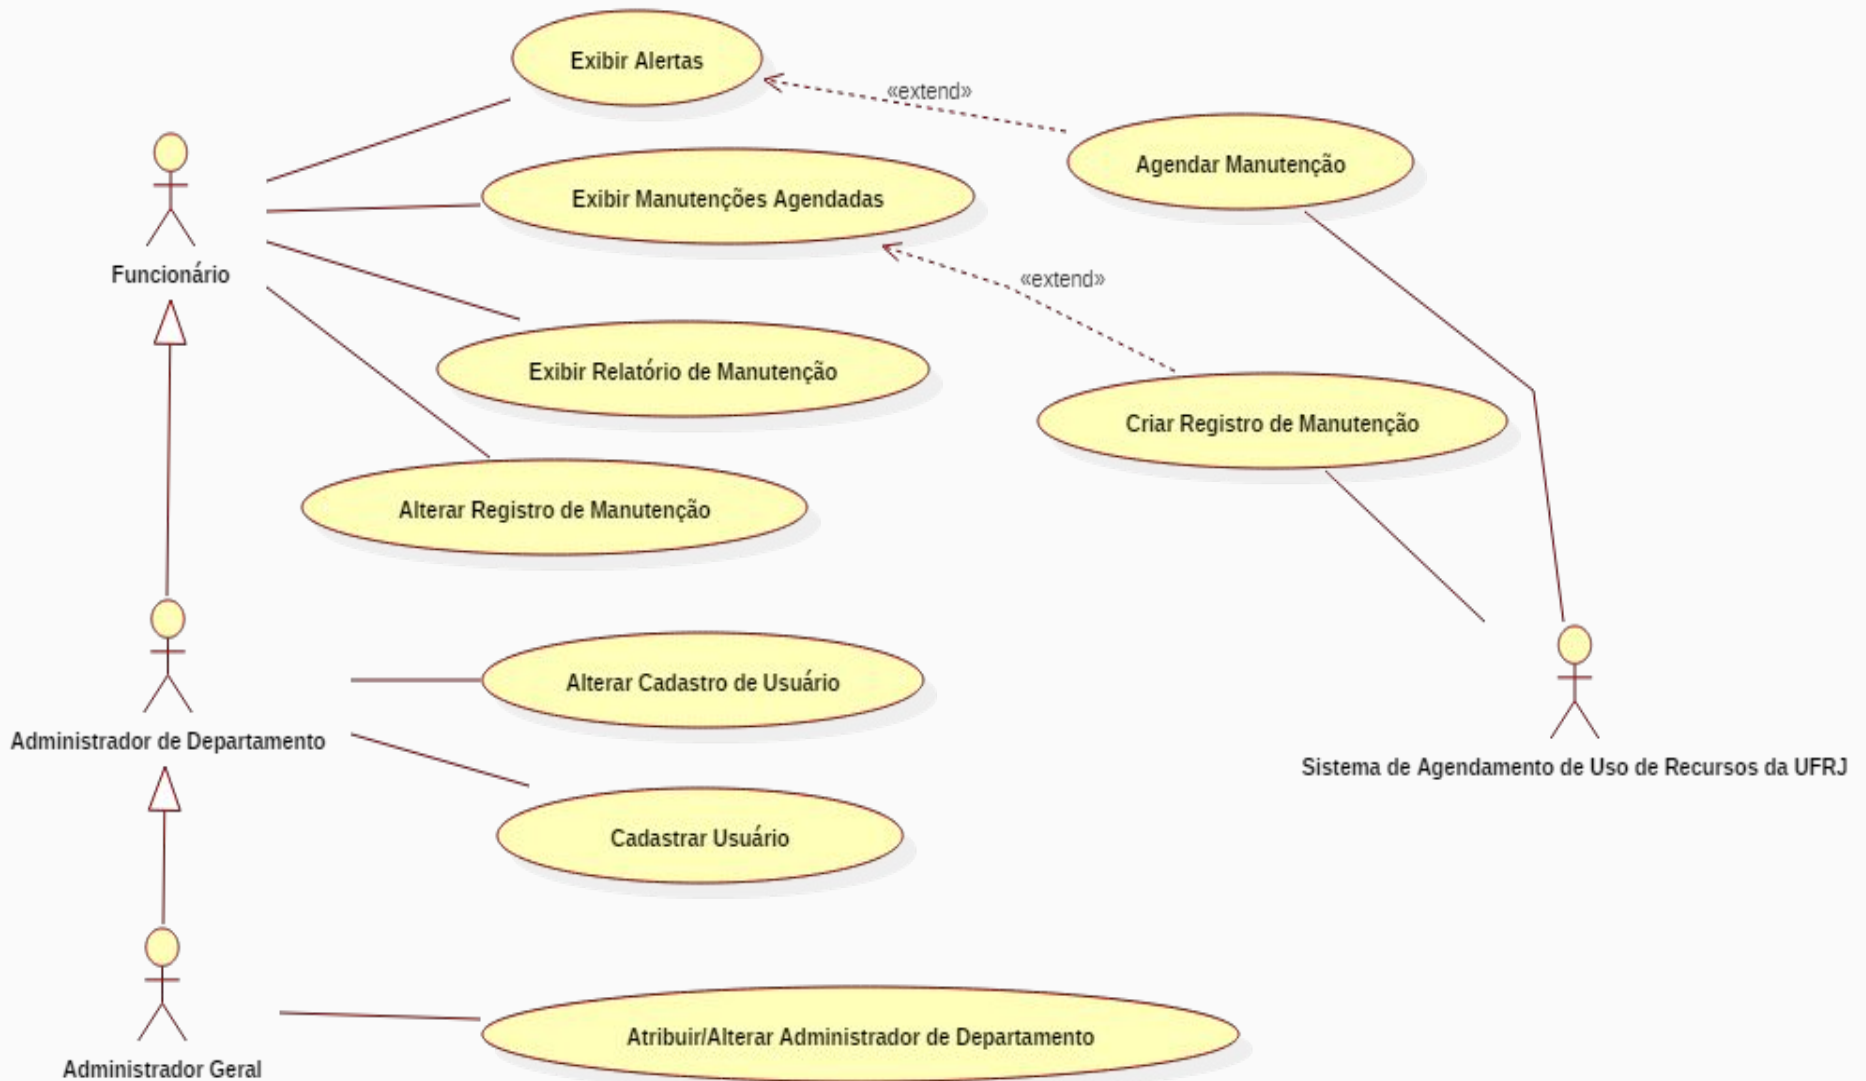 Exibir Alertas
«extend»
Agendar Manutenção
Exibir Manutenções Agendadas
Funcionário
«extend»
Exibir Relatório de Manutenção
Criar Registro de Manutenção
Alterar Registro de Manutenção
Alterar Cadastro de Usuário
Administrador de Departamento
Sistema de Agendamento de Uso de Recursos da UFRJ
Cadastrar Usuário
Atribuir/Alterar Administrador de Departamento
Administrador Geral